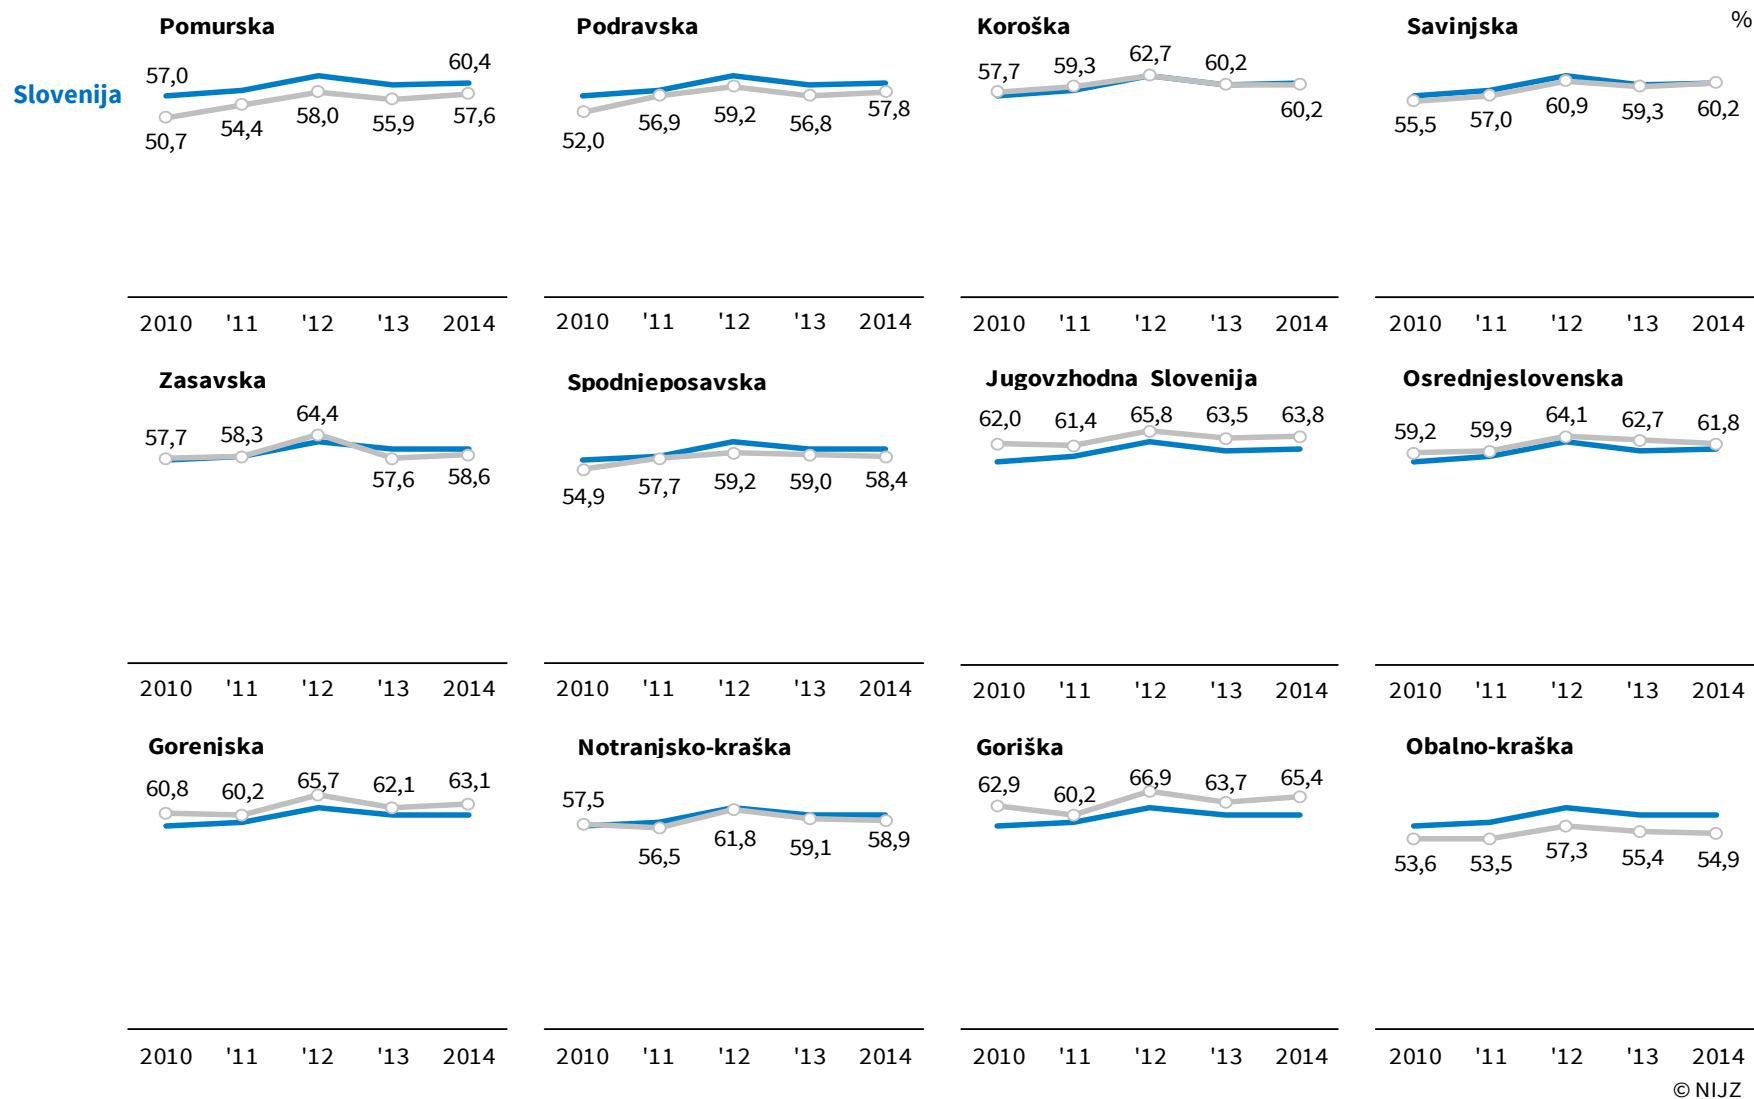 Pomurska Podravska Koroška Savinjska %
Slovenija
57,0 60,4
50,7 54,4 58,0 55,9 57,6
52,0 56,9 59,2 56,8 57,8
57,7 59,3 62,7 60,2 60,2
55,5 57,0 60,9 59,3 60,2
2010 '11 '12 '13 2014 2010 '11 '12 '13 2014 2010 '11 '12 '13 2014 2010 '11 '12 '13 2014
Zasavska Spodnjeposavska Jugovzhodna Slovenija Osrednjeslovenska
57,7 58,3 64,4 57,6 58,6
54,9 57,7 59,2 59,0 58,4
62,0 61,4 65,8 63,5 63,8
59,2 59,9 64,1 62,7 61,8
2010 '11 '12 '13 2014 2010 '11 '12 '13 2014 2010 '11 '12 '13 2014 2010 '11 '12 '13 2014
Gorenjska Notranjsko-kraška Goriška Obalno-kraška
60,8 60,2 65,7 62,1 63,1
57,5 56,5 61,8 59,1 58,9
62,9 60,2 66,9 63,7 65,4
53,6 53,5 57,3 55,4 54,9
2010 '11 '12 '13 2014 2010 '11 '12 '13 2014 2010 '11 '12 '13 2014 2010 '11 '12 '13 2014
© NIJZ